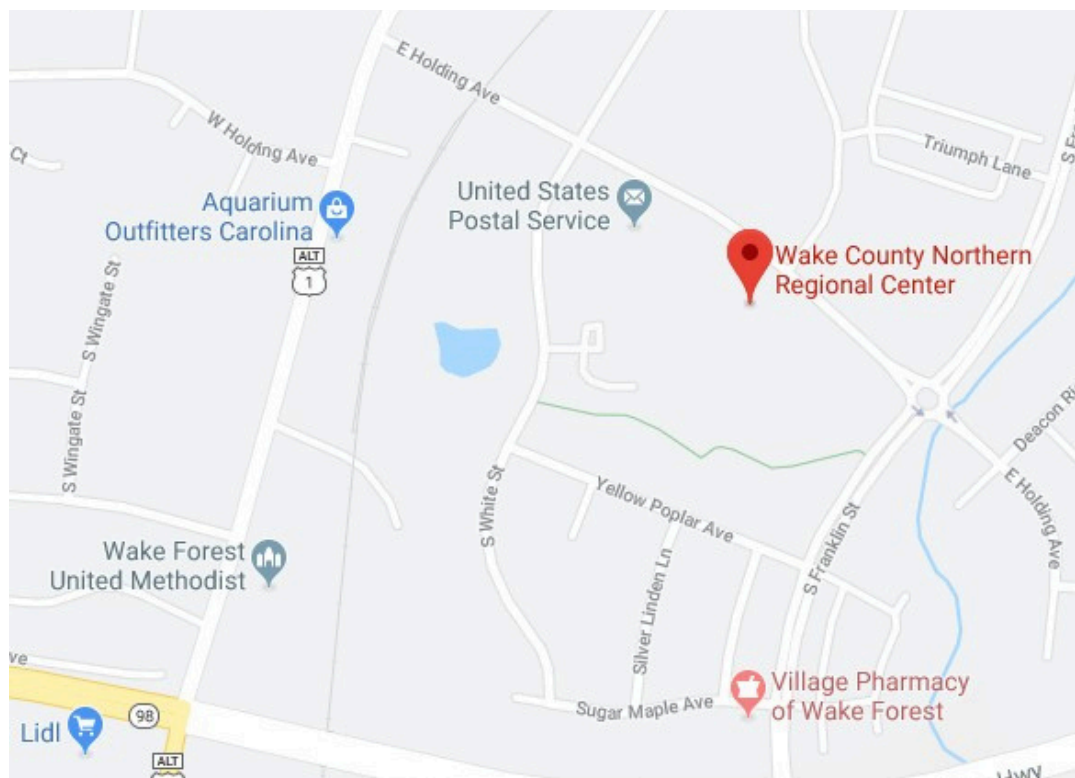 E Holding Ave
W Holding Ave
Ct
Triumph Lane
United States
Postal Service
Aquarium
Outfitters Carolina
ALT
1
Wake County Northern
Regional Center
S Wingate St
S Wingate St
S White St
Yellow Poplar Ave
E Holding Ave
S Franklin St
Wake Forest
United Methodist
Silver Linden Ln
Sugar Maple Ave
Village Pharmacy
of Wake Forest
98
Lidl
ALT
Hwy